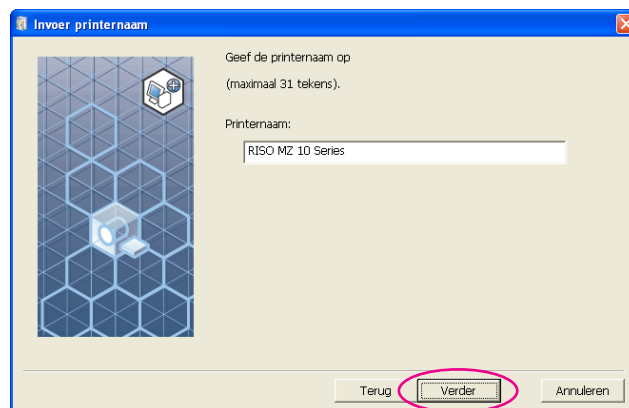 Invoer printernaam
Geef de printernaam op
(maximaal 31 tekens).
Printernaam:
RISO MZ 10 Series
Terug
Verder
Annuleren